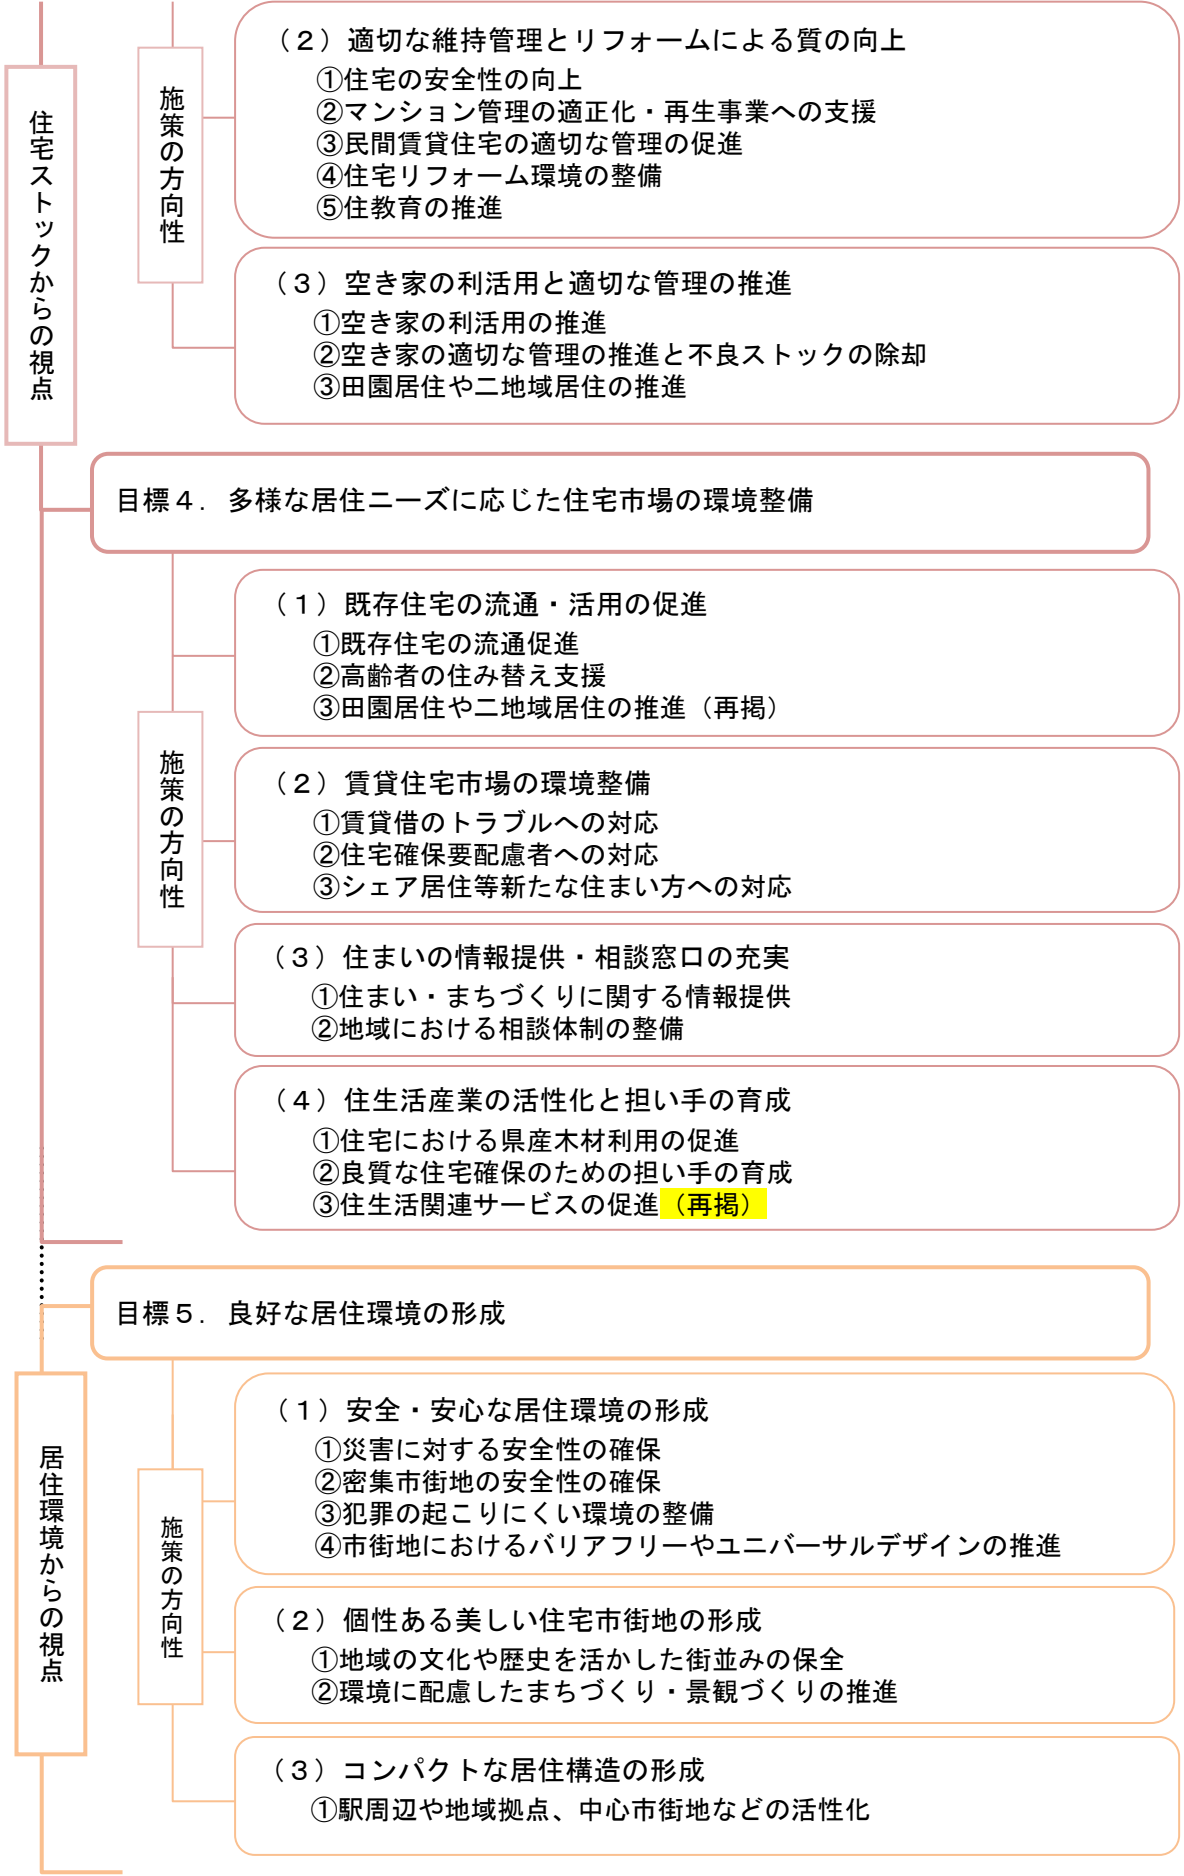 住宅ストックからの視点
施策の方向性
（２）適切な維持管理とリフォームによる質の向上
①住宅の安全性の向上
②マンション管理の適正化・再生事業への支援
③民間賃貸住宅の適切な管理の促進
④住宅リフォーム環境の整備
⑤住教育の推進
（３）空き家の利活用と適切な管理の推進
①空き家の利活用の推進
②空き家の適切な管理の推進と不良ストックの除却
③田園居住や二地域居住の推進
目標４．多様な居住ニーズに応じた住宅市場の環境整備
施策の方向性
（１）既存住宅の流通・活用の促進
①既存住宅の流通促進
②高齢者の住み替え支援
③田園居住や二地域居住の推進（再掲）
（２）賃貸住宅市場の環境整備
①賃貸借のトラブルへの対応
②住宅確保要配慮者への対応
③シェア居住等新たな住まい方への対応
（３）住まいの情報提供・相談窓口の充実
①住まい・まちづくりに関する情報提供
②地域における相談体制の整備
（４）住生活産業の活性化と担い手の育成
①住宅における県産木材利用の促進
②良質な住宅確保のための担い手の育成
③住生活関連サービスの促進（再掲）
目標５．良好な居住環境の形成
居住環境からの視点
施策の方向性
（１）安全・安心な居住環境の形成
①災害に対する安全性の確保
②密集市街地の安全性の確保
③犯罪の起こりにくい環境の整備
④市街地におけるバリアフリーやユニバーサルデザインの推進
（２）個性ある美しい住宅市街地の形成
①地域の文化や歴史を活かした街並みの保全
②環境に配慮したまちづくり・景観づくりの推進
（３）コンパクトな居住構造の形成
①駅周辺や地域拠点、中心市街地などの活性化